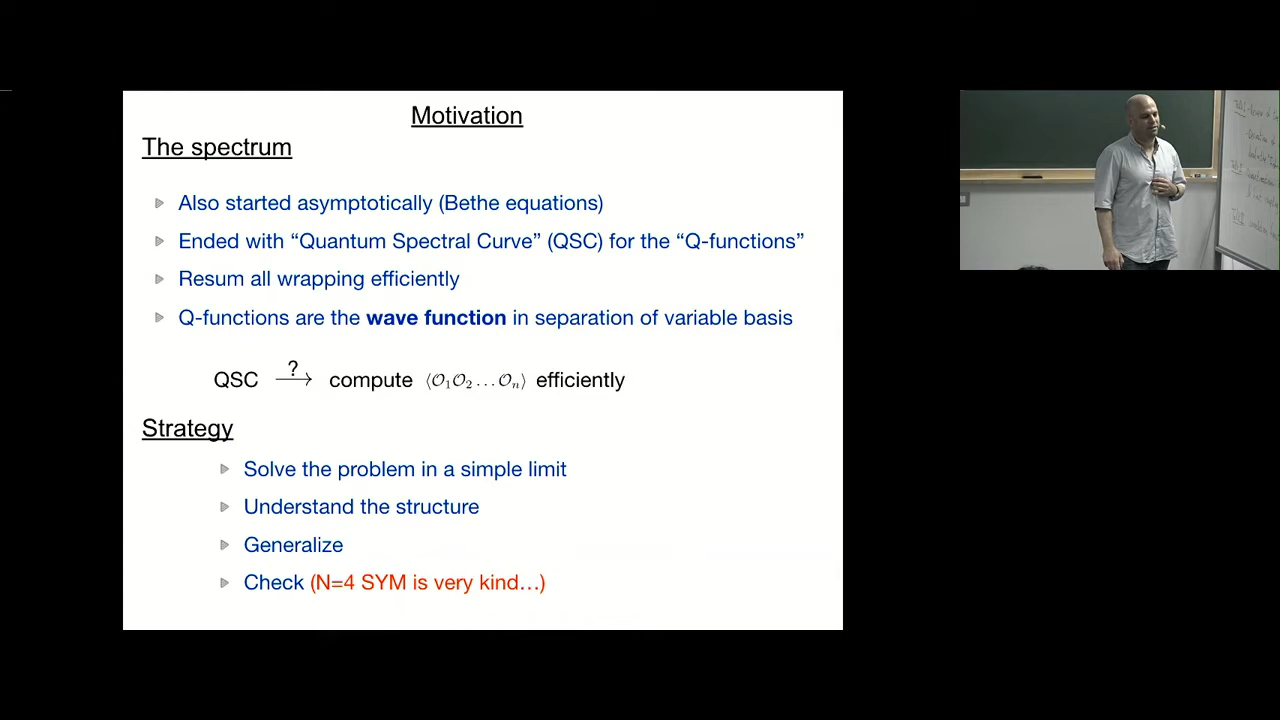 Motivation
The spectrum
Also started asymptotically (Bethe equations)
Ended with “Quantum Spectral Curve” (QSC) for the “Q-functions”
Resum all wrapping efficiently
Q-functions are the wave function in separation of variable basis
QSC ?⟶ compute ⟨𝒪₁𝒪₂…𝒪ₙ⟩ efficiently
Strategy
Solve the problem in a simple limit
Understand the structure
Generalize
Check (N=4 SYM is very kind…)